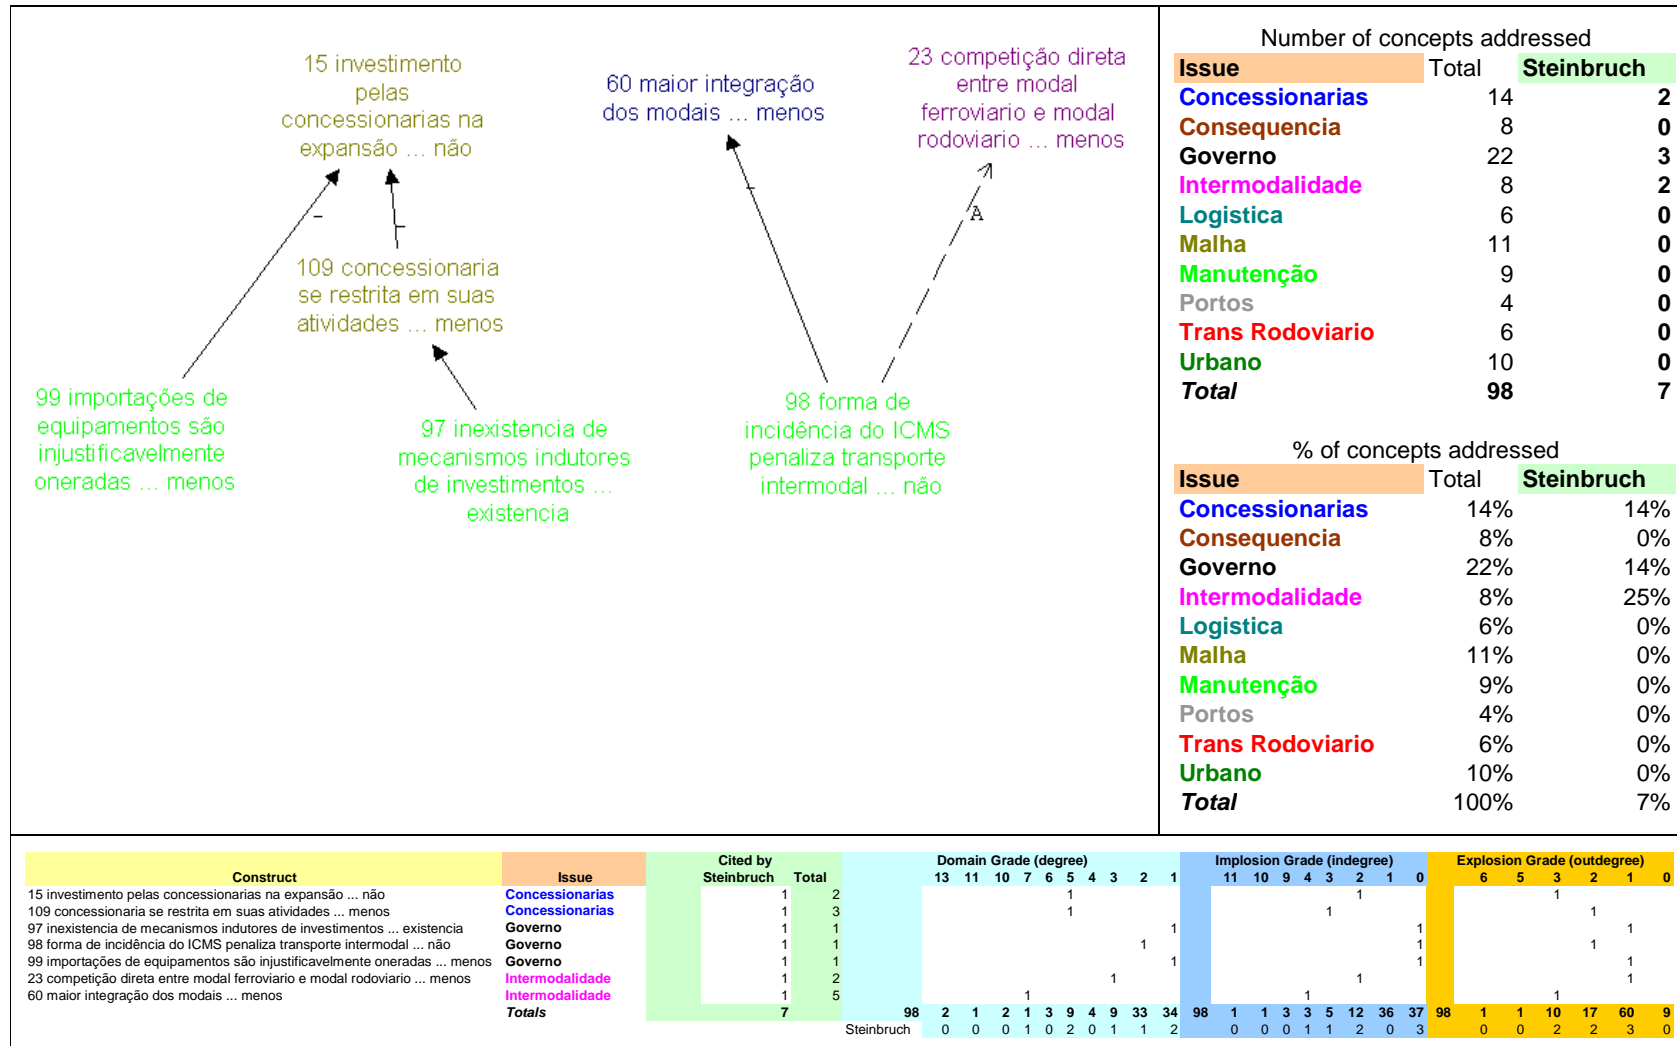 15 investimento
pelas
concessionarias na
expansão ... não
60 maior integração
dos modais ... menos
23 competição direta
entre modal
ferroviario e modal
rodoviario ... menos
-
-
-
A
109 concessionaria
se restrita em suas
atividades ... menos
99 importações de
equipamentos são
injustificavelmente
oneradas ... menos
97 inexistencia de
mecanismos indutores
de investimentos ...
existencia
98 forma de
incidência do ICMS
penaliza transporte
intermodal ... não
Number of concepts addressed
Issue Total Steinbruch
Concessionarias 14 2
Consequencia 8 0
Governo 22 3
Intermodalidade 8 2
Logistica 6 0
Malha 11 0
Manutenção 9 0
Portos 4 0
Trans Rodoviario 6 0
Urbano 10 0
Total 98 7
% of concepts addressed
Issue Total Steinbruch
Concessionarias 14% 14%
Consequencia 8% 0%
Governo 22% 14%
Intermodalidade 8% 25%
Logistica 6% 0%
Malha 11% 0%
Manutenção 9% 0%
Portos 4% 0%
Trans Rodoviario 6% 0%
Urbano 10% 0%
Total 100% 7%
Cited by Domain Grade (degree) Implosion Grade (indegree) Explosion Grade (outdegree)
Construct Issue Steinbruch Total 13 11 10 7 6 5 4 3 2 1 11 10 9 4 3 2 1 0 6 5 3 2 1 0
15 investimento pelas concessionarias na expansão ... não Concessionarias 1 2 1 1 1
109 concessionaria se restrita em suas atividades ... menos Concessionarias 1 3 1 1 1
97 inexistencia de mecanismos indutores de investimentos ... existencia Governo 1 1 1 1 1
98 forma de incidência do ICMS penaliza transporte intermodal ... não Governo 1 1 1 1 1
99 importações de equipamentos são injustificavelmente oneradas ... menos Governo 1 1 1 1 1
23 competição direta entre modal ferroviario e modal rodoviario ... menos Intermodalidade 1 2 1 1 1
60 maior integração dos modais ... menos Intermodalidade 1 5 1 1 1
Totals 7 98 2 1 2 1 3 9 4 9 33 34 98 1 1 3 3 5 12 36 37 98 1 1 10 17 60 9
Steinbruch 0 0 0 1 0 2 0 1 1 2 0 0 0 1 1 2 0 3 0 0 2 2 3 0